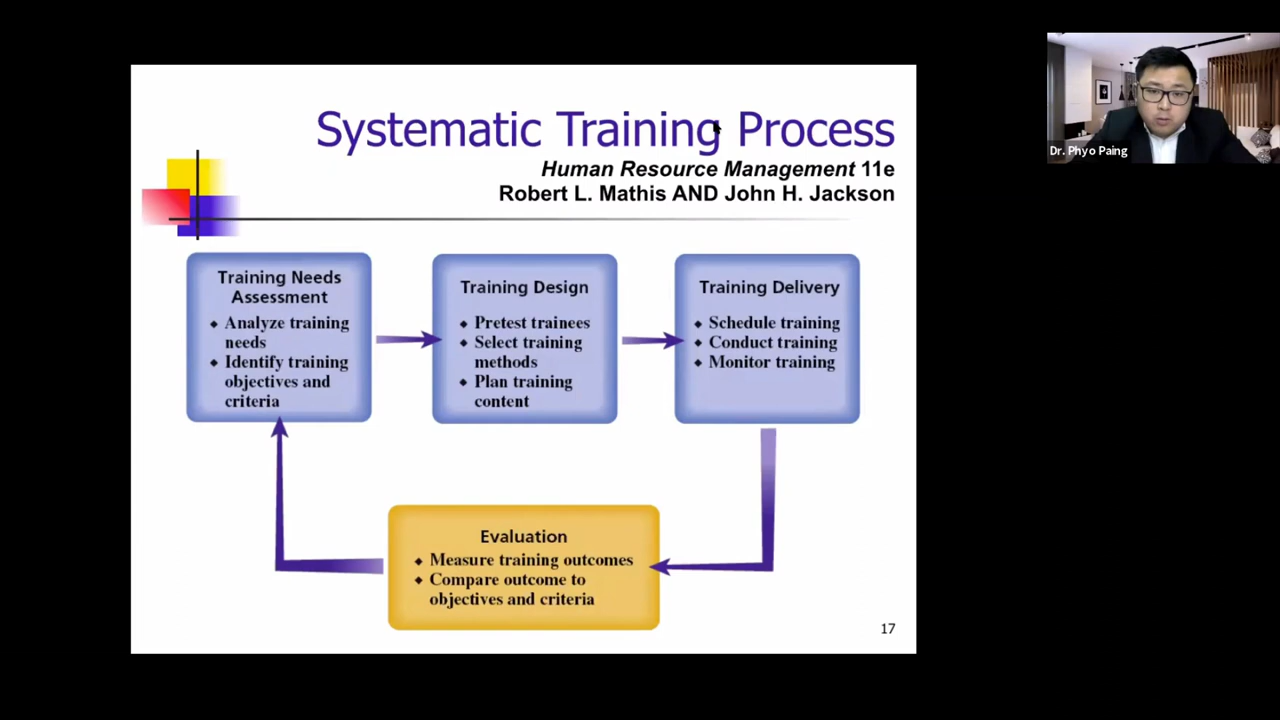 Systematic Training Process
Human Resource Management 11e
Robert L. Mathis AND John H. Jackson
Training Needs
Assessment
◆ Analyze training
needs
◆ Identify training
objectives and
criteria
Training Design
◆ Pretest trainees
◆ Select training
methods
◆ Plan training
content
Training Delivery
◆ Schedule training
◆ Conduct training
◆ Monitor training
Evaluation
◆ Measure training outcomes
◆ Compare outcome to
objectives and criteria
17
Dr. Phyo Paing